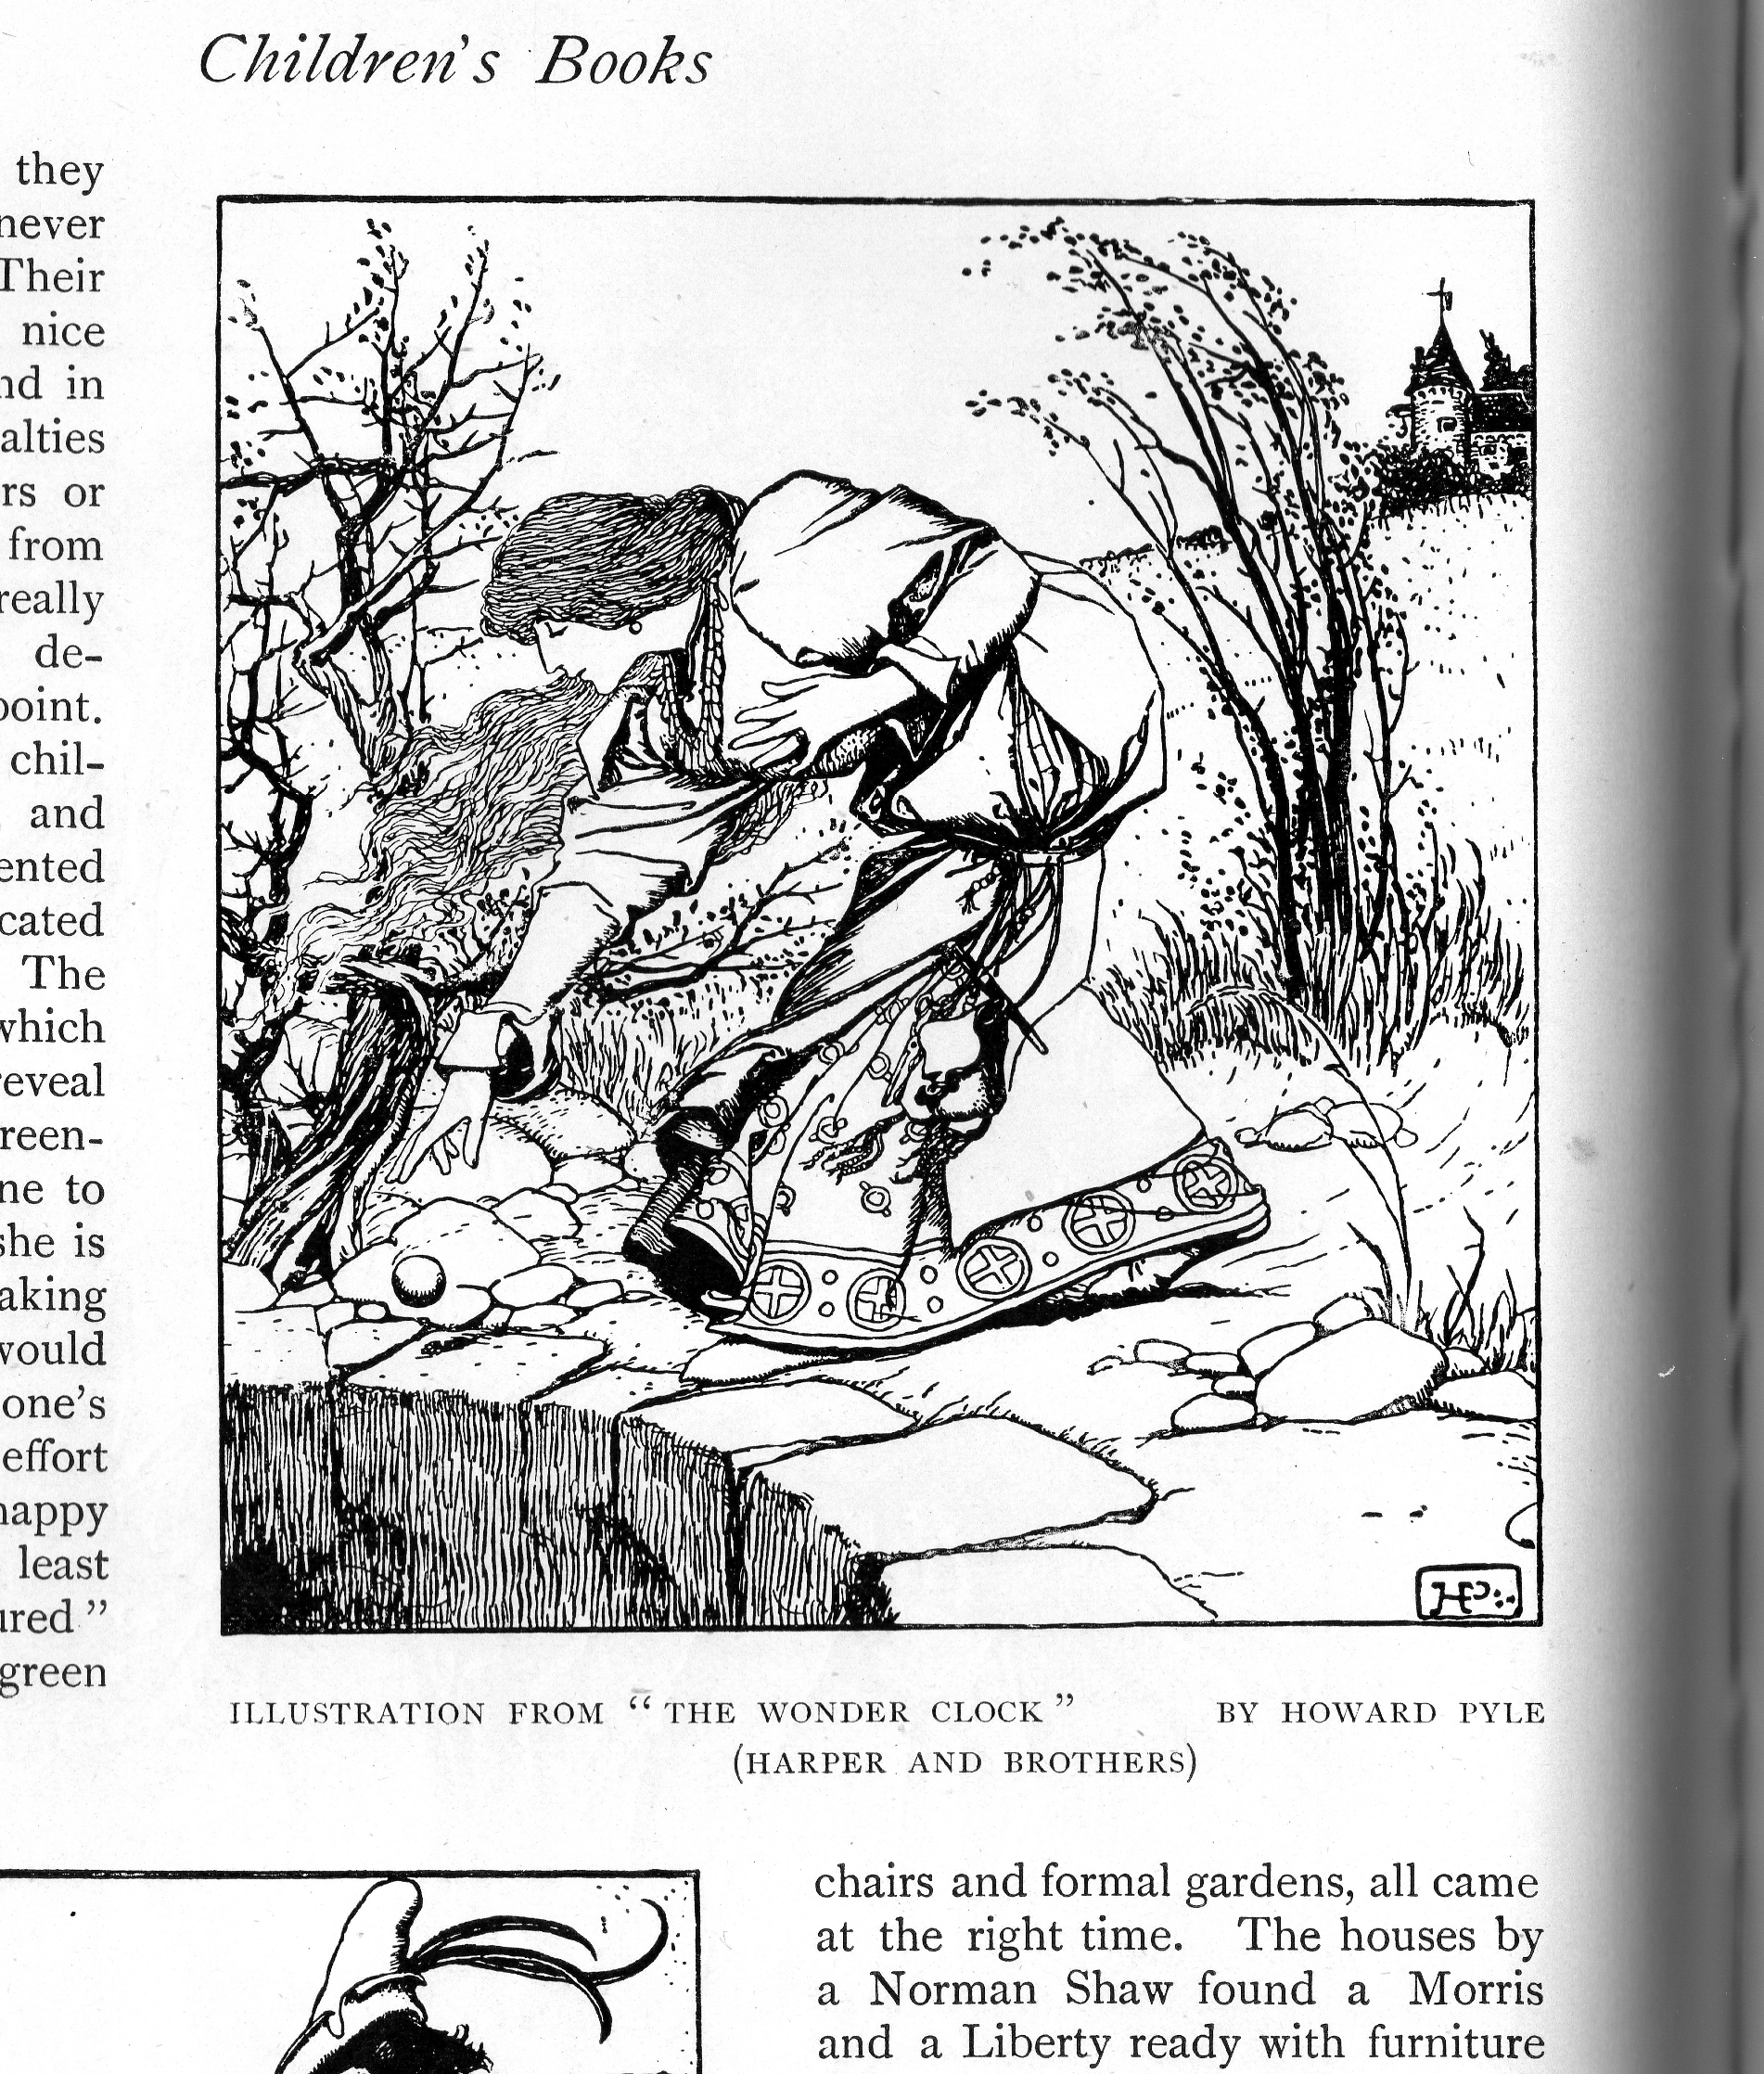 Children's Books
they
never
Their
nice
nd in
alties
rs or
from
really
de-
point.
chil-
and
ented
cated
The
which
reveal
reen-
ne to
she is
aking
would
one's
effort
happy
least
ured”
green
HP
ILLUSTRATION FROM “THE WONDER CLOCK” BY HOWARD PYLE
(HARPER AND BROTHERS)
chairs and formal gardens, all came
at the right time. The houses by
a Norman Shaw found a Morris
and a Liberty ready with furniture